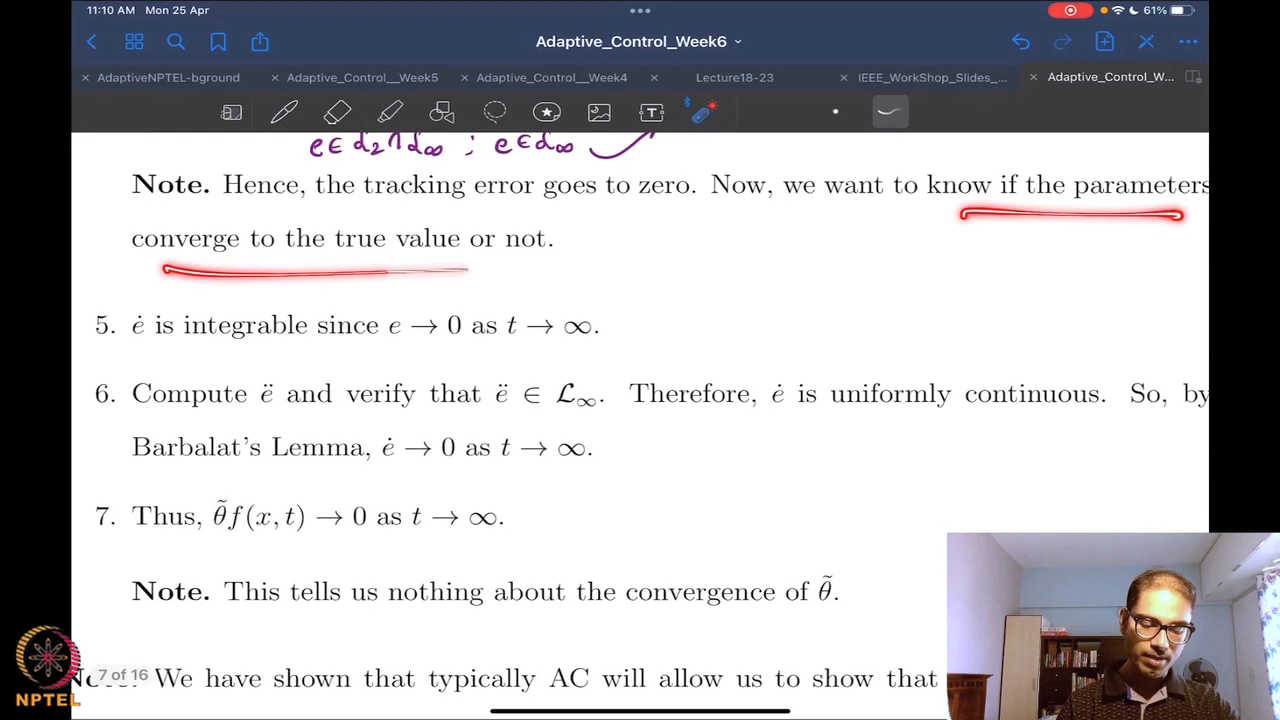 11:10 AM Mon 25 Apr
61%
Adaptive_Control_Week6
AdaptiveNPTEL-bground
Adaptive_Control__Week5
Adaptive_Control__Week4
Lecture18-23
IEEE_WorkShop_Slides_...
Adaptive_Control_W...
e ∈ L₂ ∩ L∞ ; e ∈ L∞
Note. Hence, the tracking error goes to zero. Now, we want to know if the parameters
converge to the true value or not.
5. ė is integrable since e → 0 as t → ∞.
6. Compute ë and verify that ë ∈ 𝓛∞. Therefore, ė is uniformly continuous. So, by
Barbalat's Lemma, ė → 0 as t → ∞.
7. Thus, θ̃f(x, t) → 0 as t → ∞.
Note. This tells us nothing about the convergence of θ̃.
Note. We have shown that typically AC will allow us to show that
7 of 16
NPTEL